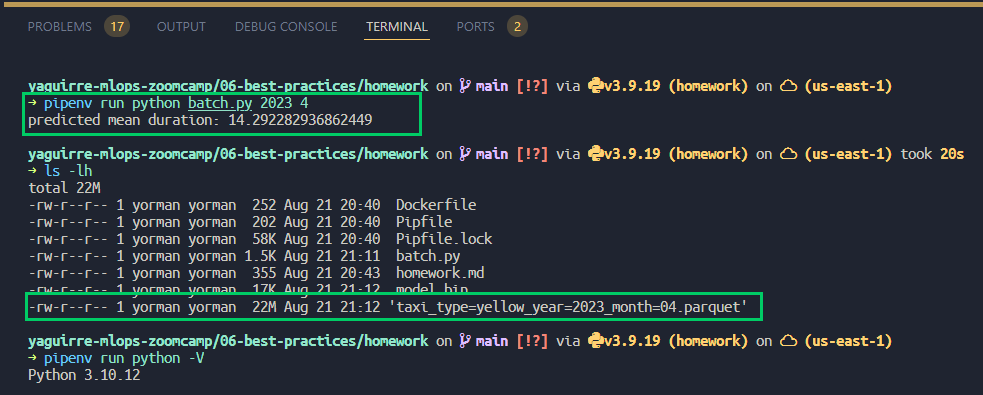 PROBLEMS 17 OUTPUT DEBUG CONSOLE TERMINAL PORTS 2
yaguirre-mlops-zoomcamp/06-best-practices/homework on main [!?] via v3.9.19 (homework) on (us-east-1)
→ pipenv run python batch.py 2023 4
predicted mean duration: 14.292282936862449
yaguirre-mlops-zoomcamp/06-best-practices/homework on main [!?] via v3.9.19 (homework) on (us-east-1) took 20s
→ ls -lh
total 22M
-rw-r--r-- 1 yorman yorman 252 Aug 21 20:40 Dockerfile
-rw-r--r-- 1 yorman yorman 202 Aug 21 20:40 Pipfile
-rw-r--r-- 1 yorman yorman 58K Aug 21 20:40 Pipfile.lock
-rw-r--r-- 1 yorman yorman 1.5K Aug 21 21:11 batch.py
-rw-r--r-- 1 yorman yorman 355 Aug 21 20:43 homework.md
-rw-r--r-- 1 yorman yorman 17K Aug 21 21:12 model.bin
-rw-r--r-- 1 yorman yorman 22M Aug 21 21:12 'taxi_type=yellow_year=2023_month=04.parquet'
yaguirre-mlops-zoomcamp/06-best-practices/homework on main [!?] via v3.9.19 (homework) on (us-east-1)
→ pipenv run python -V
Python 3.10.12